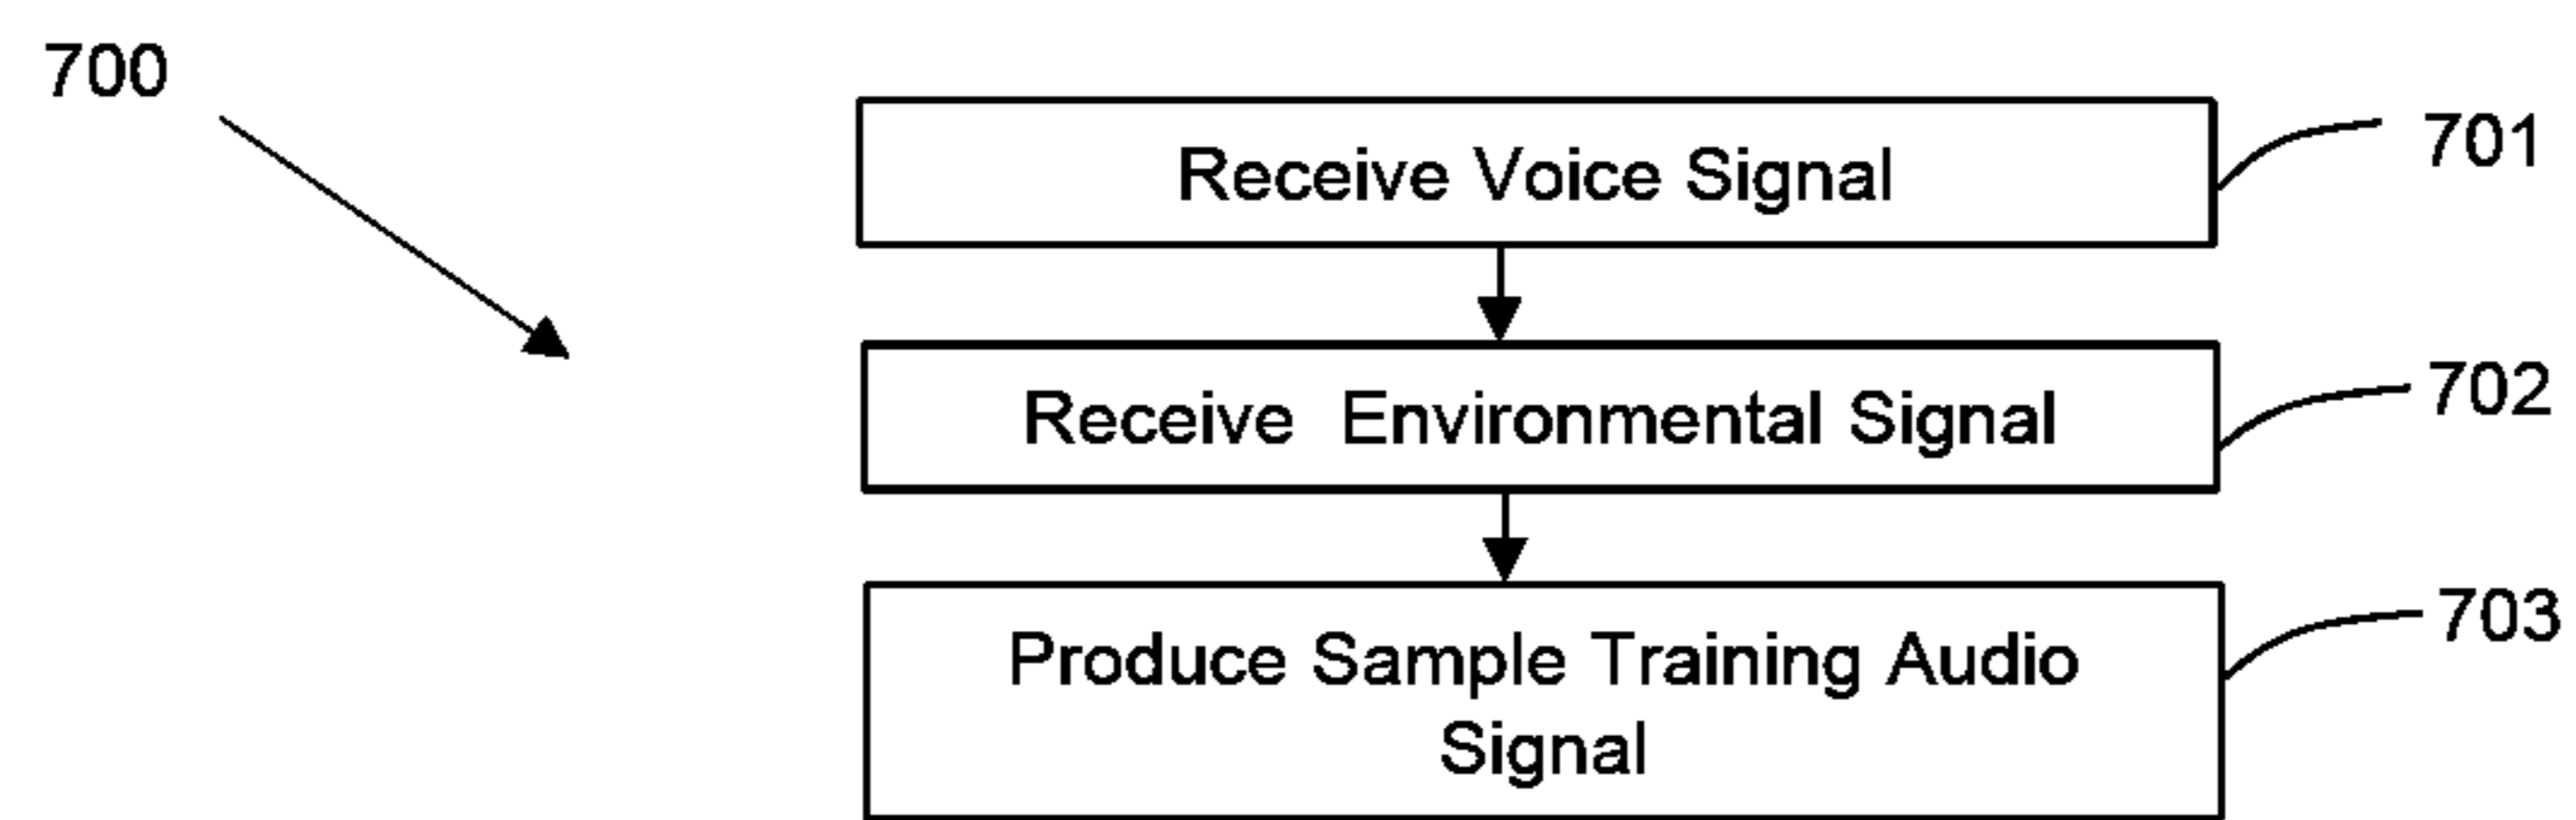 700
Receive Voice Signal
701
Receive Environmental Signal
702
Produce Sample Training Audio
Signal
703